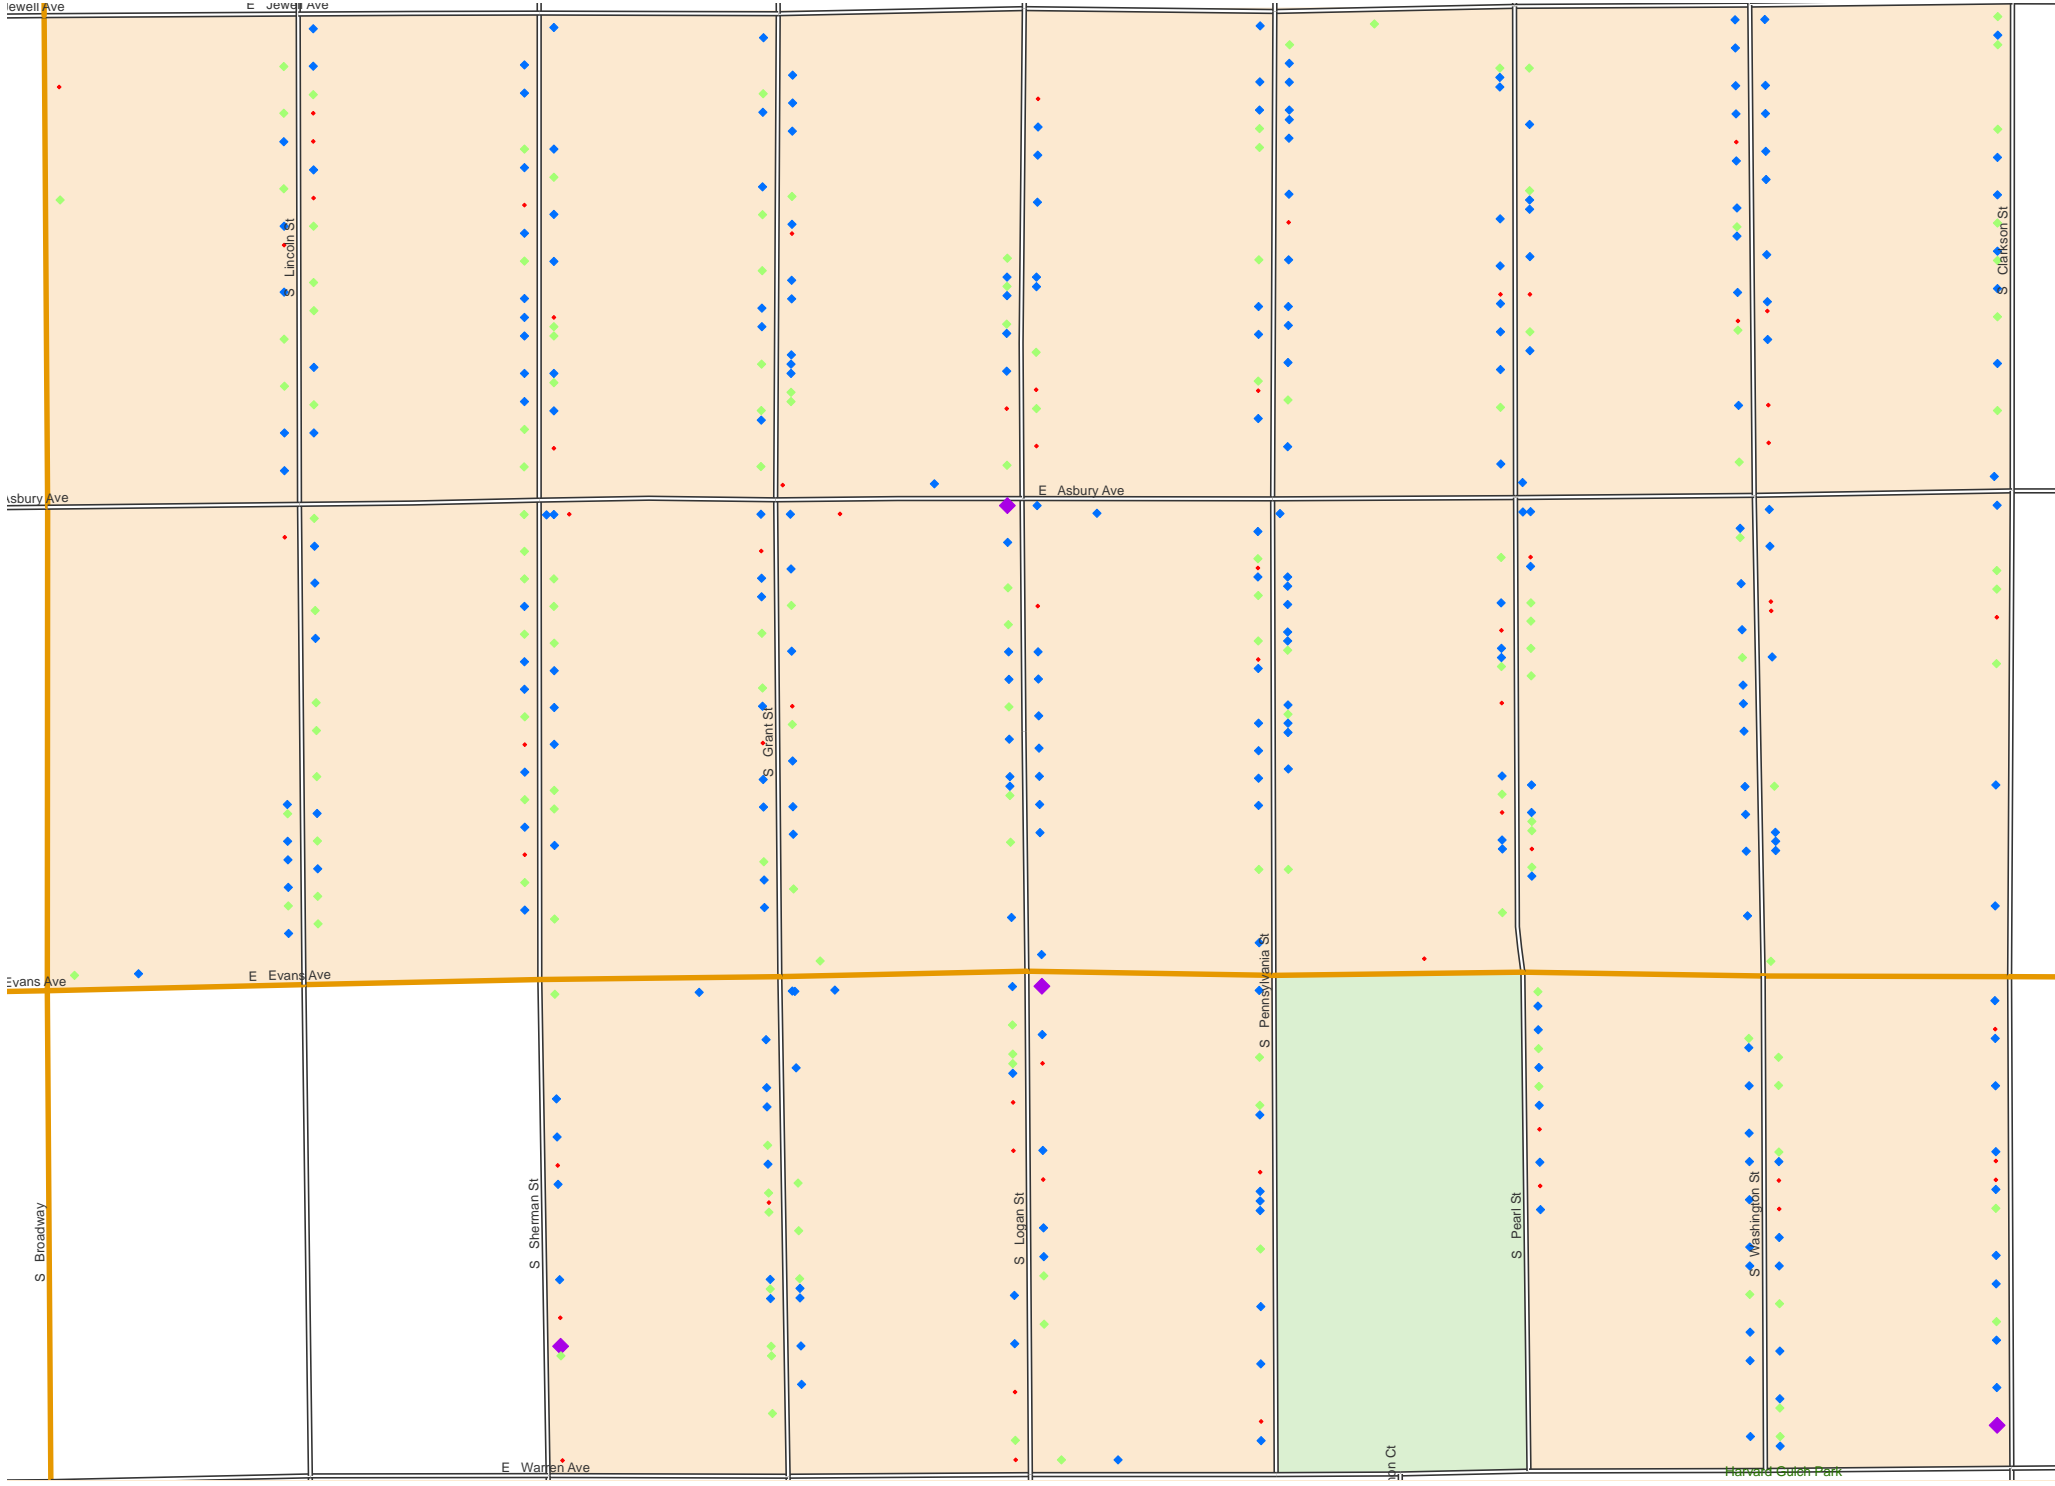 Jewell Ave
E Jewell Ave
S Lincoln St
S Clarkson St
Asbury Ave
E Asbury Ave
S Grant St
S Pennsylvania St
Evans Ave
E Evans Ave
S Broadway
S Sherman St
S Logan St
S Pearl St
S Washington St
Ct
E Warren Ave
Harvard Gulch Park